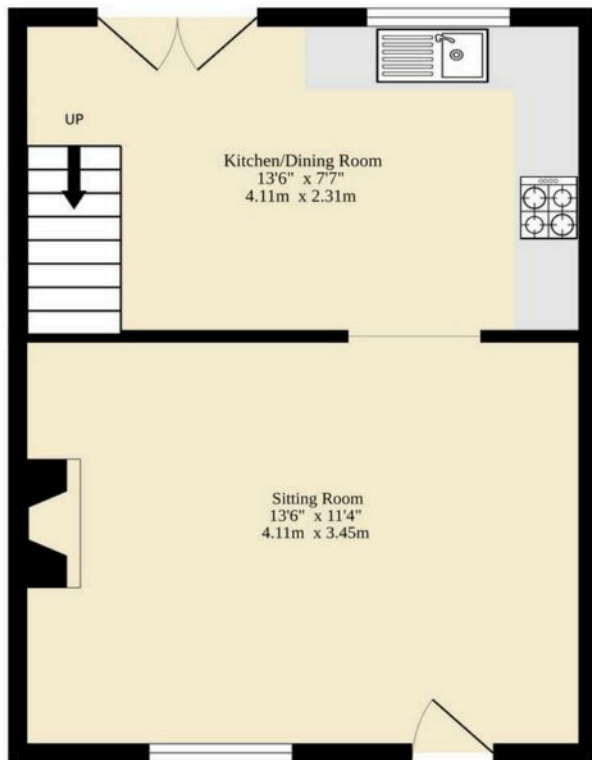 UP
Kitchen/Dining Room
13'6" x 7'7"
4.11m x 2.31m
Sitting Room
13'6" x 11'4"
4.11m x 3.45m